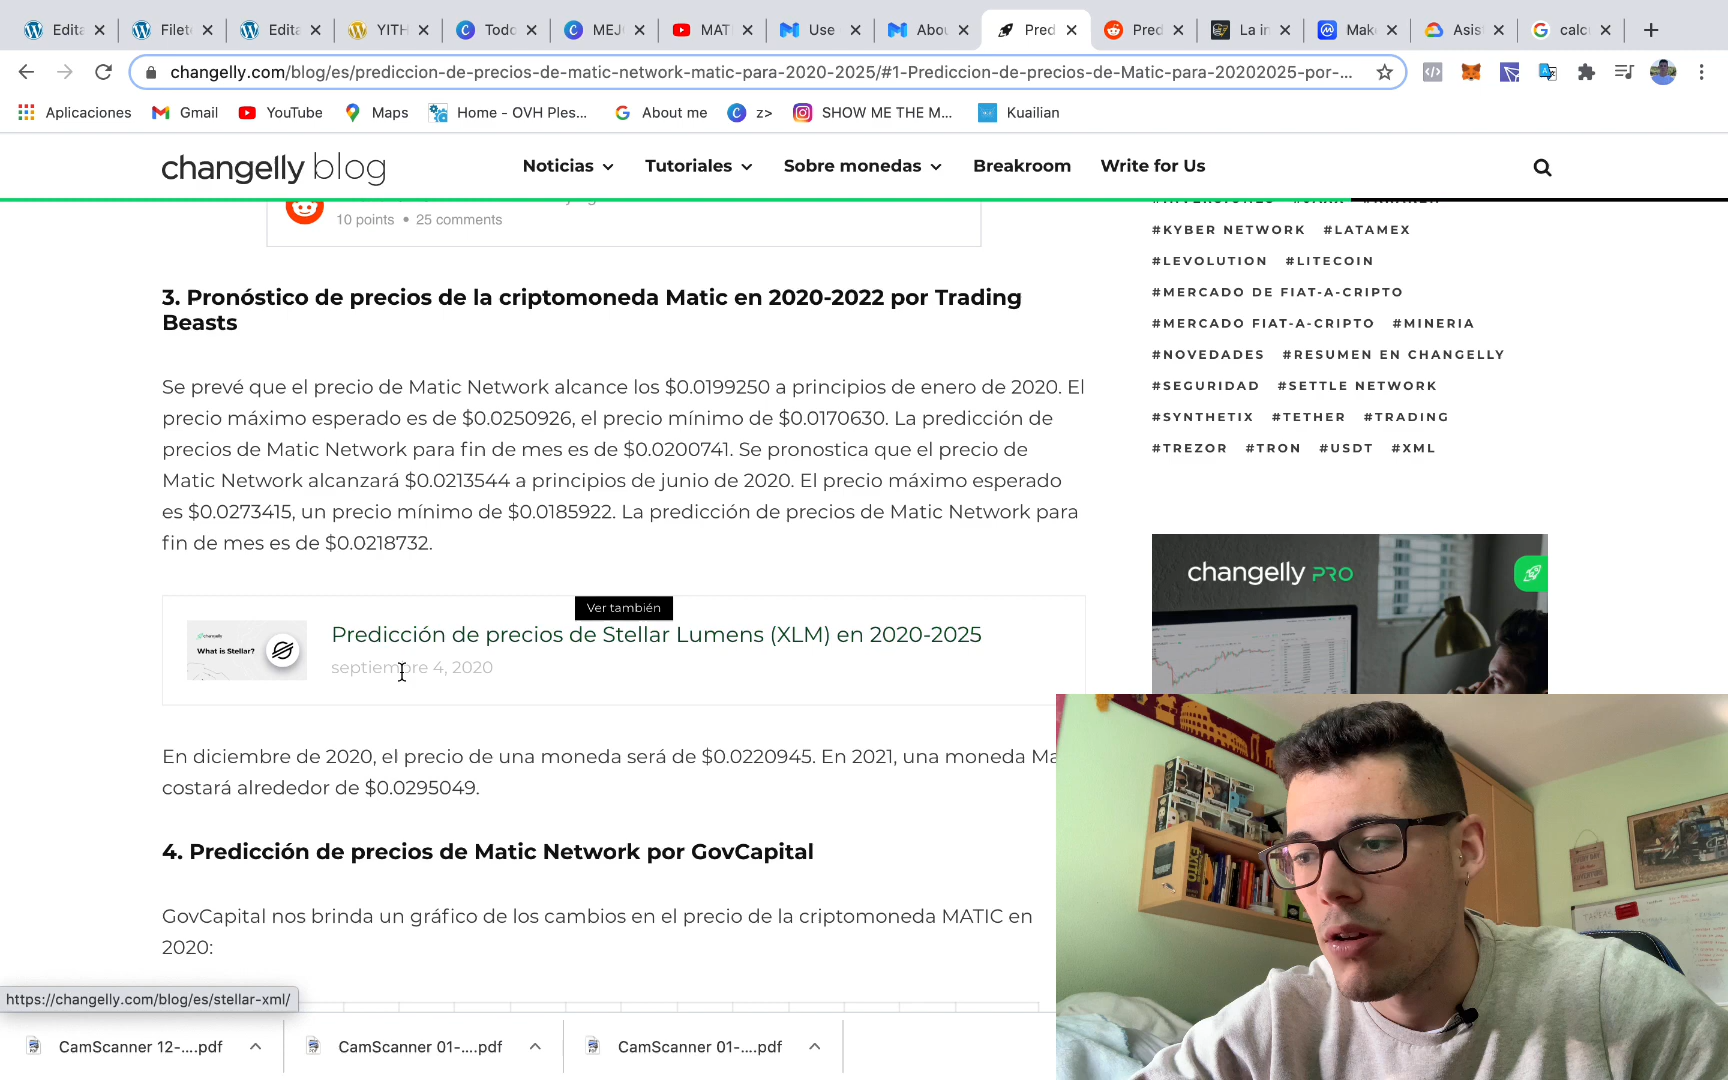 Edita
Filet
Edita
YITH
Todo
MEJ
MAT
Use
Abou
Pred
Pred
La in
Mak
Asis
calc
changelly.com/blog/es/prediccion-de-precios-de-matic-network-matic-para-2020-2025/#1-Prediccion-de-precios-de-Matic-para-20202025-por-...
Aplicaciones
Gmail
YouTube
Maps
Home - OVH Ples...
About me
z>
SHOW ME THE M...
Kuailian
changelly blog
Noticias
Tutoriales
Sobre monedas
Breakroom
Write for Us
10 points • 25 comments
3. Pronóstico de precios de la criptomoneda Matic en 2020-2022 por Trading
Beasts
Se prevé que el precio de Matic Network alcance los $0.0199250 a principios de enero de 2020. El
precio máximo esperado es de $0.0250926, el precio mínimo de $0.0170630. La predicción de
precios de Matic Network para fin de mes es de $0.0200741. Se pronostica que el precio de
Matic Network alcanzará $0.0213544 a principios de junio de 2020. El precio máximo esperado
es $0.0273415, un precio mínimo de $0.0185922. La predicción de precios de Matic Network para
fin de mes es de $0.0218732.
Ver también
What is Stellar?
Predicción de precios de Stellar Lumens (XLM) en 2020-2025
septiembre 4, 2020
En diciembre de 2020, el precio de una moneda será de $0.0220945. En 2021, una moneda Ma
costará alrededor de $0.0295049.
4. Predicción de precios de Matic Network por GovCapital
GovCapital nos brinda un gráfico de los cambios en el precio de la criptomoneda MATIC en
2020:
#KYBER NETWORK #LATAMEX
#LEVOLUTION #LITECOIN
#MERCADO DE FIAT-A-CRIPTO
#MERCADO FIAT-A-CRIPTO #MINERIA
#NOVEDADES #RESUMEN EN CHANGELLY
#SEGURIDAD #SETTLE NETWORK
#SYNTHETIX #TETHER #TRADING
#TREZOR #TRON #USDT #XML
changelly PRO
https://changelly.com/blog/es/stellar-xml/
CamScanner 12-....pdf
CamScanner 01-....pdf
CamScanner 01-....pdf